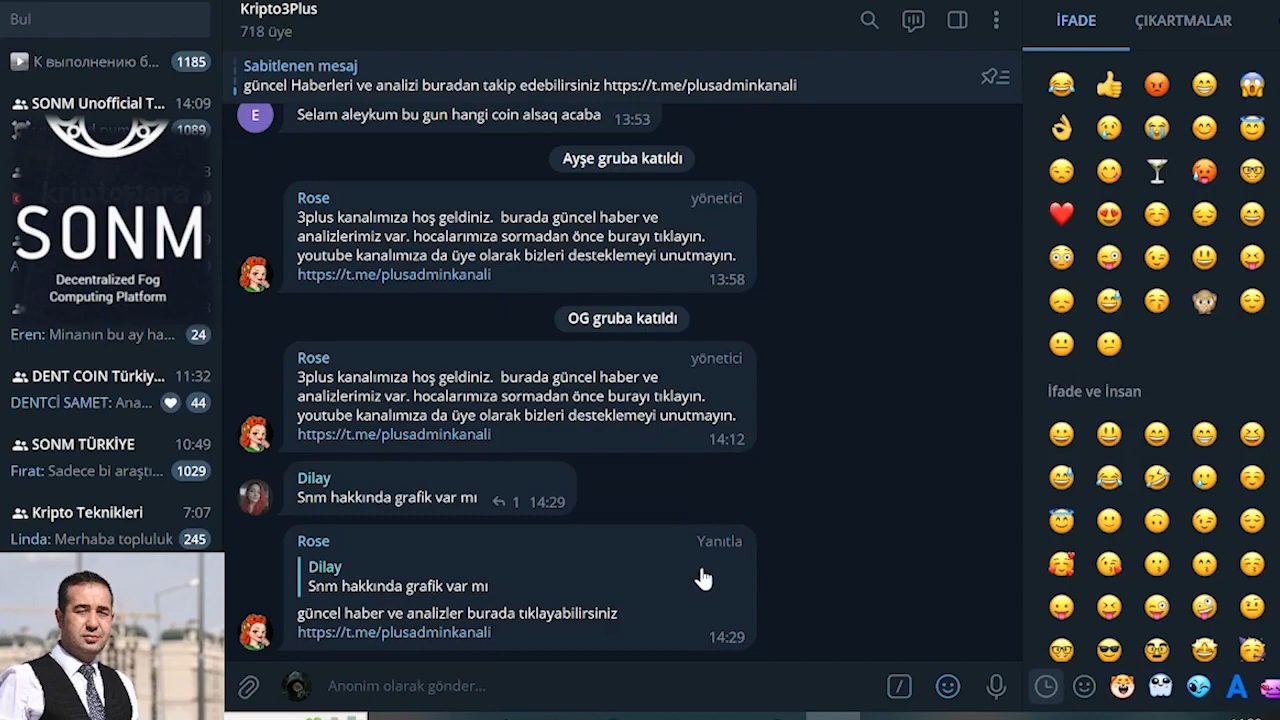 Bul
К выполнению б... 1185
SONM Unofficial T... 14:09
1089
3
SONM
Decentralized Fog
Computing Platform
Eren: Minanın bu ay ha... 24
DENT COIN Türkiy... 11:32
DENTCİ SAMET: Ana... 44
SONM TÜRKİYE 10:49
Fırat: Sadece bi araştı... 1029
Kripto Teknikleri 7:07
Linda: Merhaba topluluk 245
Kripto3Plus
718 üye
Sabitlenen mesaj
güncel Haberleri ve analizi buradan takip edebilirsiniz https://t.me/plusadminkanali
E
Selam aleykum bu gun hangi coin alsaq acaba 13:53
Ayşe gruba katıldı
Rose yönetici
3plus kanalımıza hoş geldiniz. burada güncel haber ve
analizlerimiz var. hocalarımıza sormadan önce burayı tıklayın.
youtube kanalımıza da üye olarak bizleri desteklemeyi unutmayın.
https://t.me/plusadminkanali 13:58
OG gruba katıldı
Rose yönetici
3plus kanalımıza hoş geldiniz. burada güncel haber ve
analizlerimiz var. hocalarımıza sormadan önce burayı tıklayın.
youtube kanalımıza da üye olarak bizleri desteklemeyi unutmayın.
https://t.me/plusadminkanali 14:12
Dilay
Snm hakkında grafik var mı 1 14:29
Rose Yanıtla
Dilay
Snm hakkında grafik var mı
güncel haber ve analizler burada tıklayabilirsiniz
https://t.me/plusadminkanali 14:29
Anonim olarak gönder...
İFADE ÇIKARTMALAR
İfade ve İnsan